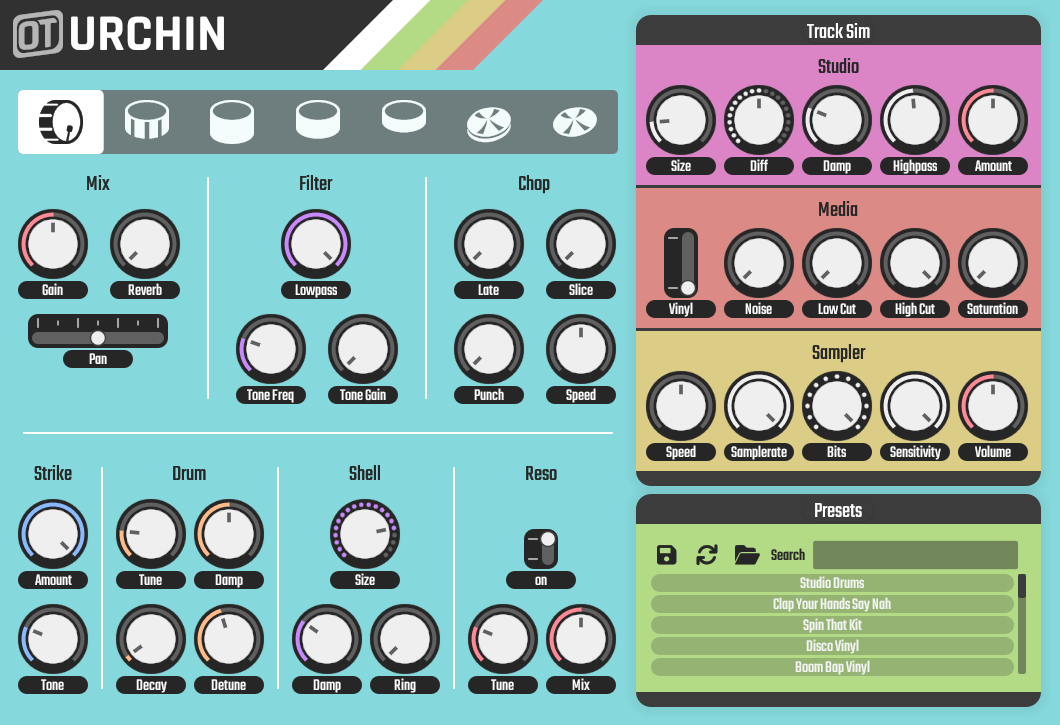 OT URCHIN
Mix
Filter
Chop
Gain
Reverb
Lowpass
Late
Slice
Pan
Tone Freq
Tone Gain
Punch
Speed
Strike
Drum
Shell
Reso
Amount
Tune
Damp
Size
on
Tone
Decay
Detune
Damp
Ring
Tune
Mix
Track Sim
Studio
Size
Diff
Damp
Highpass
Amount
Media
Vinyl
Noise
Low Cut
High Cut
Saturation
Sampler
Speed
Samplerate
Bits
Sensitivity
Volume
Presets
Search
Studio Drums
Clap Your Hands Say Nah
Spin That Kit
Disco Vinyl
Boom Bap Vinyl